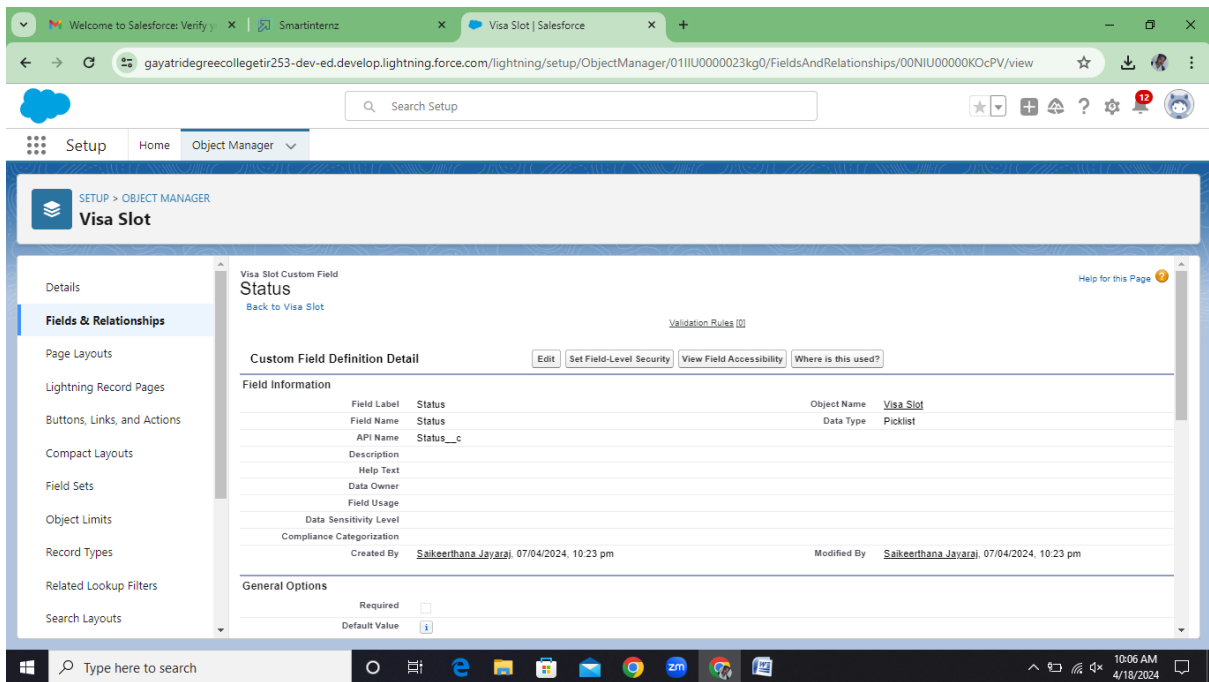 Welcome to Salesforce: Verify y
Smartinternz
Visa Slot | Salesforce
gayatridegreecollegetir253-dev-ed.develop.lightning.force.com/lightning/setup/ObjectManager/01IIU0000023kg0/FieldsAndRelationships/00NIU00000KOcPV/view
Search Setup
12
Setup Home Object Manager
SETUP > OBJECT MANAGER
Visa Slot
Details
Fields & Relationships
Page Layouts
Lightning Record Pages
Buttons, Links, and Actions
Compact Layouts
Field Sets
Object Limits
Record Types
Related Lookup Filters
Search Layouts
Visa Slot Custom Field
Status
Back to Visa Slot
Help for this Page ?
Validation Rules [0]
Custom Field Definition Detail Edit Set Field-Level Security View Field Accessibility Where is this used?
Field Information
Field Label Status Object Name Visa Slot
Field Name Status Data Type Picklist
API Name Status__c
Description
Help Text
Data Owner
Field Usage
Data Sensitivity Level
Compliance Categorization
Created By Saikeerthana Jayaraj, 07/04/2024, 10:23 pm Modified By Saikeerthana Jayaraj, 07/04/2024, 10:23 pm
General Options
Required
Default Value i
Type here to search
zm
10:06 AM
4/18/2024